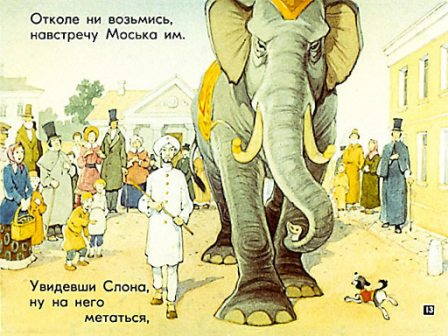 Отколе ни возьмись,
навстречу Моська им.
Увидевши Слона,
ну на него
метаться,
13